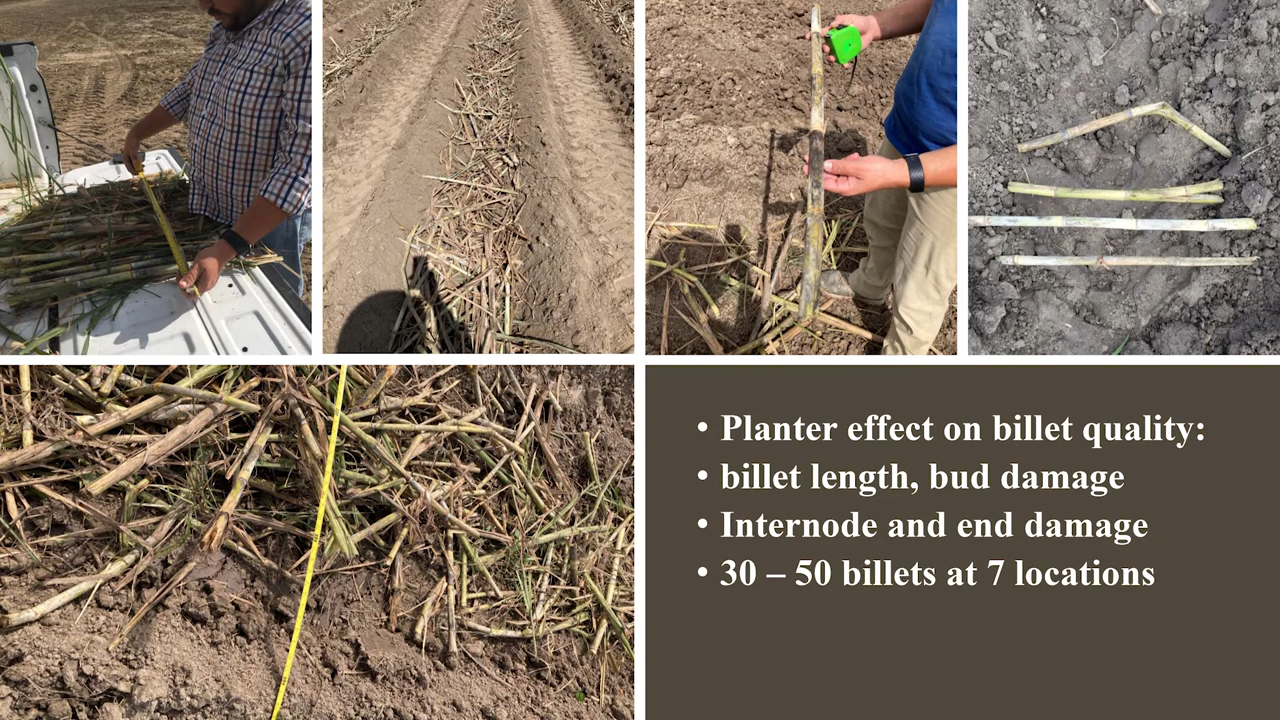 • Planter effect on billet quality:
• billet length, bud damage
• Internode and end damage
• 30 – 50 billets at 7 locations